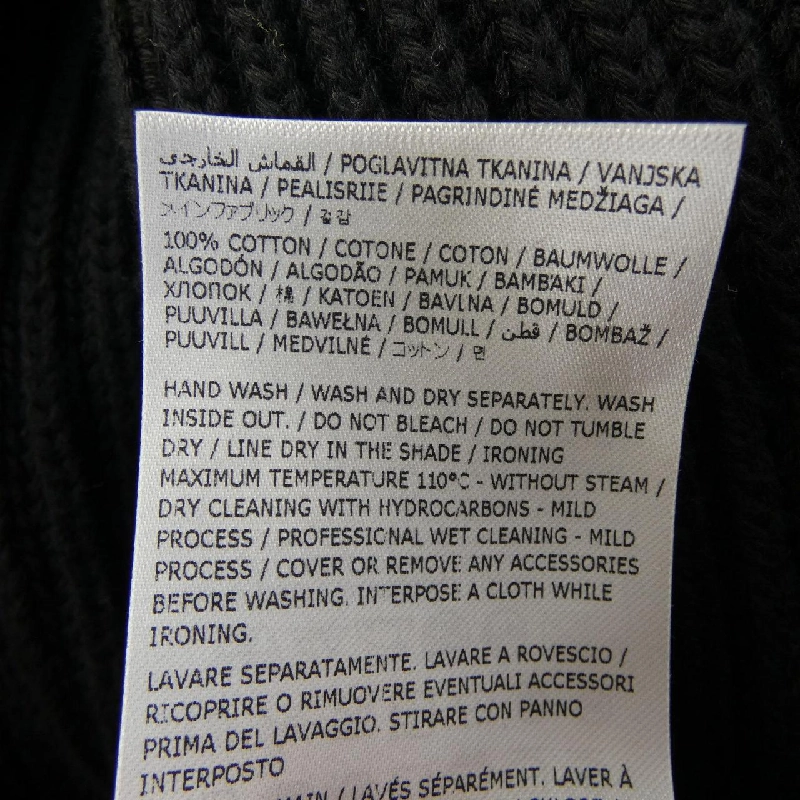 القماش الخارجي / POGLAVITNA TKANINA / VANJSKA
TKANINA / PEALISRIIE / PAGRINDINĖ MEDŽIAGA /
メインファブリック / 겉감
100% COTTON / COTONE / COTON / BAUMWOLLE /
ALGODÓN / ALGODÃO / PAMUK / BAMBAKI /
ХЛОПОК / 棉 / KATOEN / BAVLNA / BOMULD /
PUUVILLA / BAWEŁNA / BOMULL / قطن / BOMBAŽ /
PUUVILL / MEDVILNĖ / コットン / 면
HAND WASH / WASH AND DRY SEPARATELY. WASH
INSIDE OUT. / DO NOT BLEACH / DO NOT TUMBLE
DRY / LINE DRY IN THE SHADE / IRONING
MAXIMUM TEMPERATURE 110°C - WITHOUT STEAM /
DRY CLEANING WITH HYDROCARBONS - MILD
PROCESS / PROFESSIONAL WET CLEANING - MILD
PROCESS / COVER OR REMOVE ANY ACCESSORIES
BEFORE WASHING. INTERPOSE A CLOTH WHILE
IRONING.
LAVARE SEPARATAMENTE. LAVARE A ROVESCIO /
RICOPRIRE O RIMUOVERE EVENTUALI ACCESSORI
PRIMA DEL LAVAGGIO. STIRARE CON PANNO
INTERPOSTO
MAIN / LAVÉS SÉPARÉMENT. LAVER À